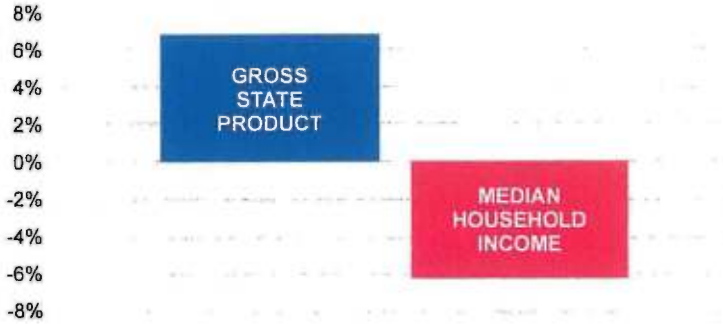 8%
6%
4%
2%
0%
-2%
-4%
-6%
-8%
GROSS
STATE
PRODUCT
MEDIAN
HOUSEHOLD
INCOME